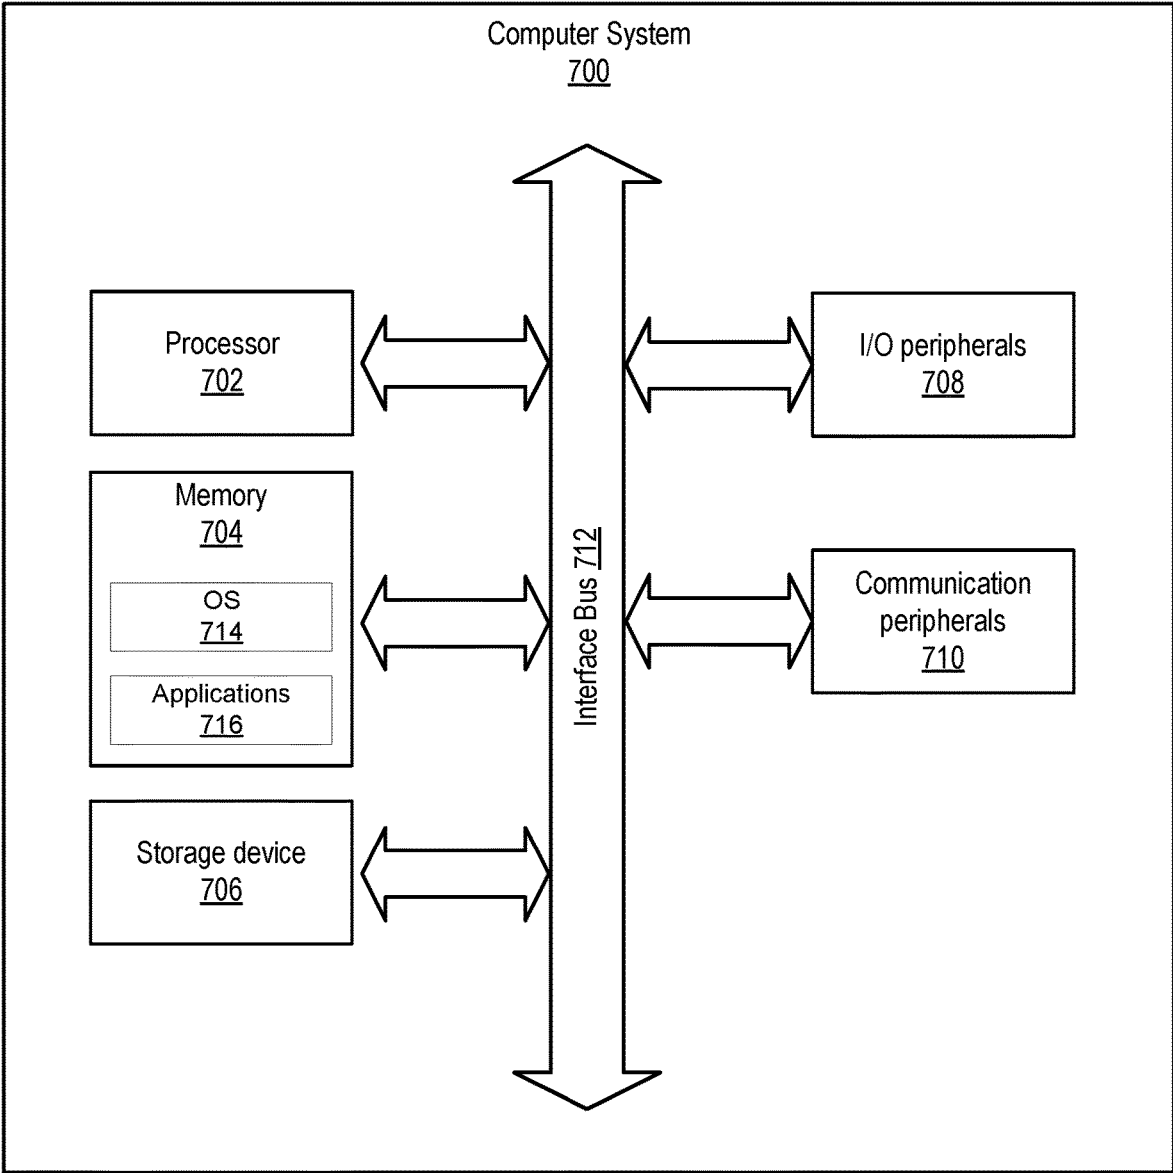 Computer System
700
Processor
702
Memory
704
OS
714
Applications
716
Storage device
706
Interface Bus 712
I/O peripherals
708
Communication
peripherals
710